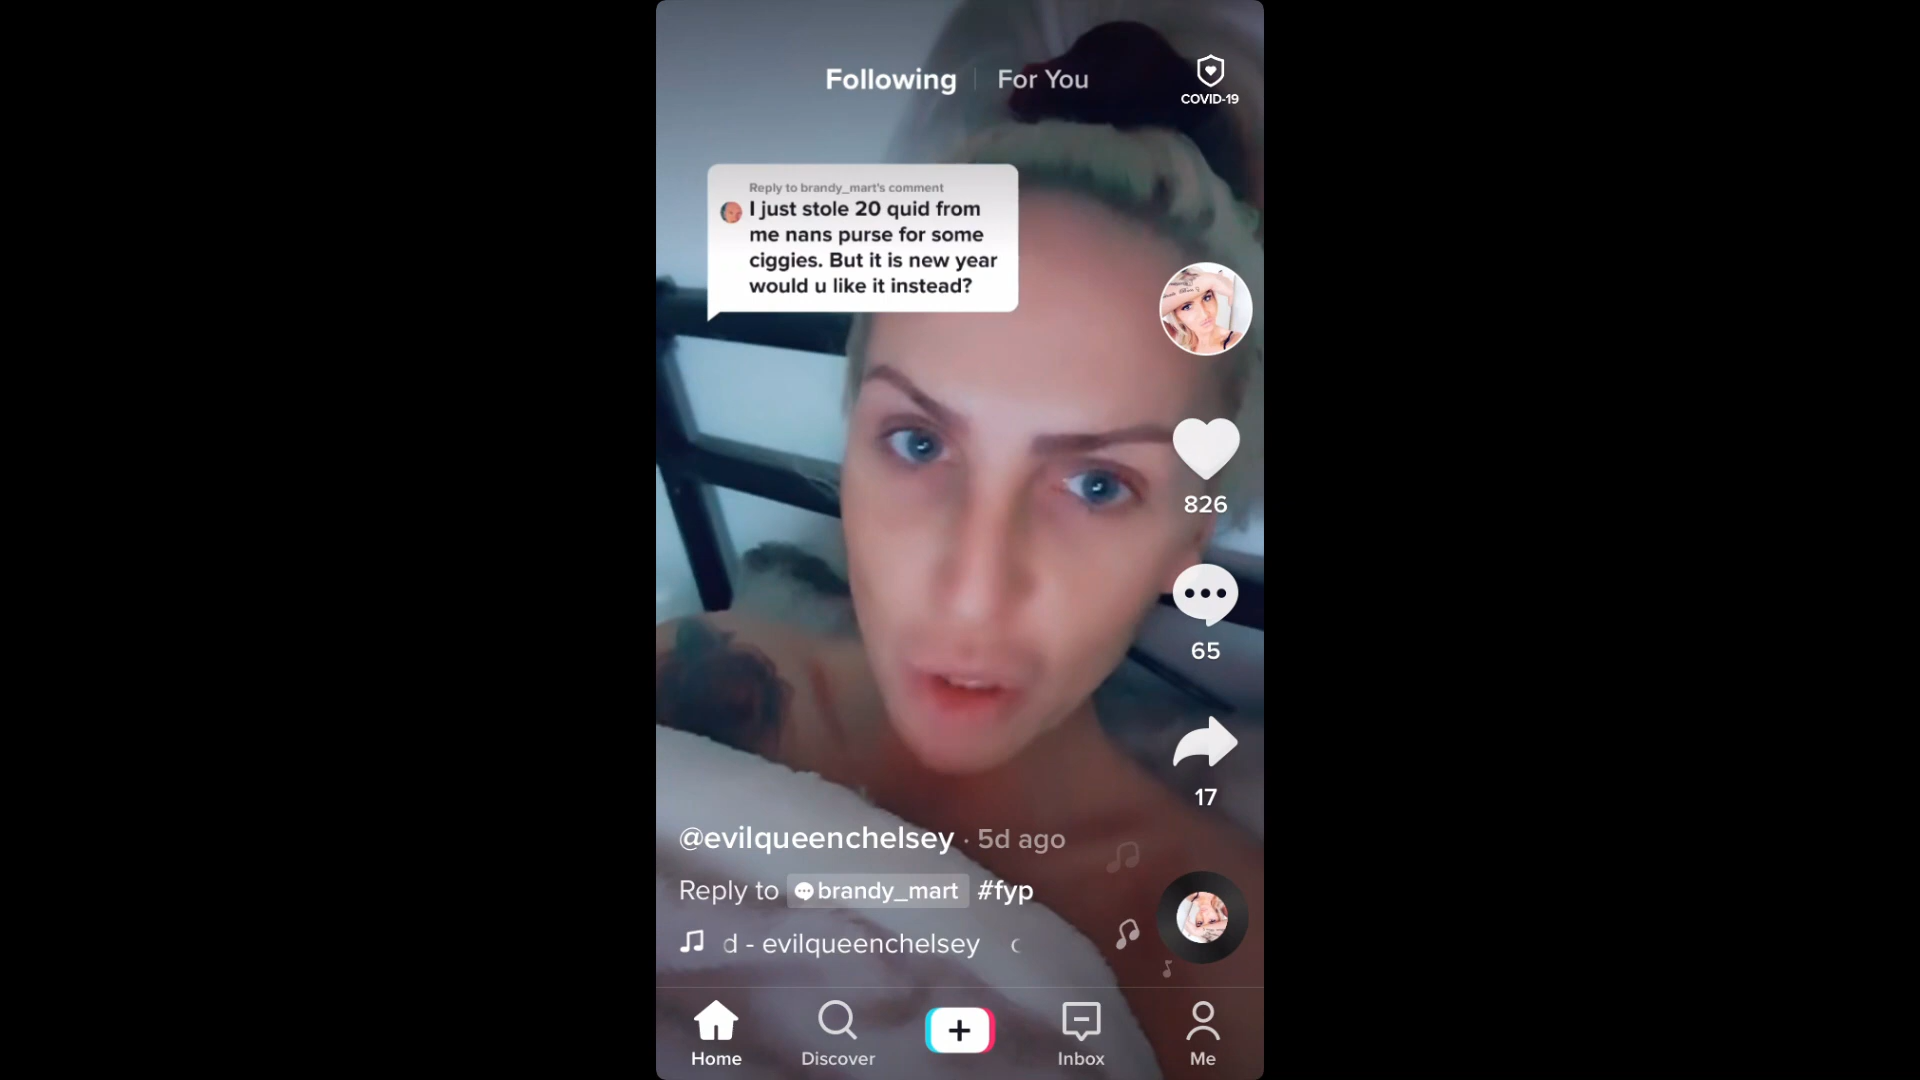 Following
For You
COVID-19
Reply to brandy_mart's comment
I just stole 20 quid from
me nans purse for some
ciggies. But it is new year
would u like it instead?
826
65
17
@evilqueenchelsey · 5d ago
Reply to brandy_mart #fyp
d - evilqueenchelsey
Home
Discover
Inbox
Me